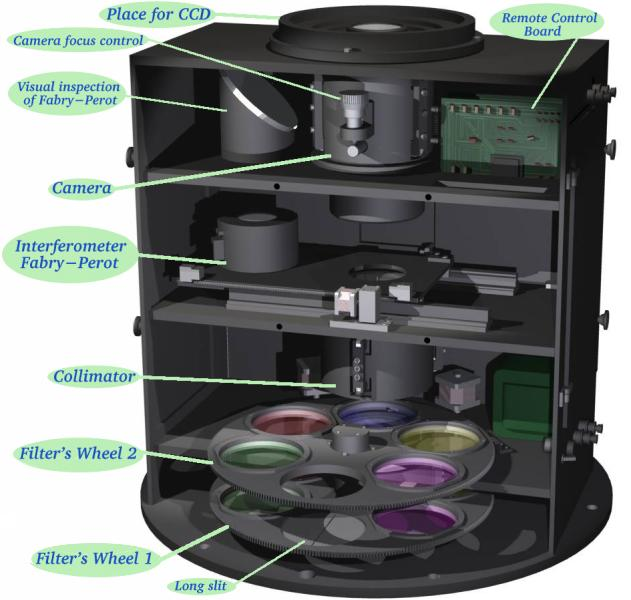 Place for CCD
Remote Control
Board
Camera focus control
Visual inspection
of Fabry-Perot
Camera
Interferometer
Fabry-Perot
Collimator
Filter's Wheel 2
Filter's Wheel 1
Long slit